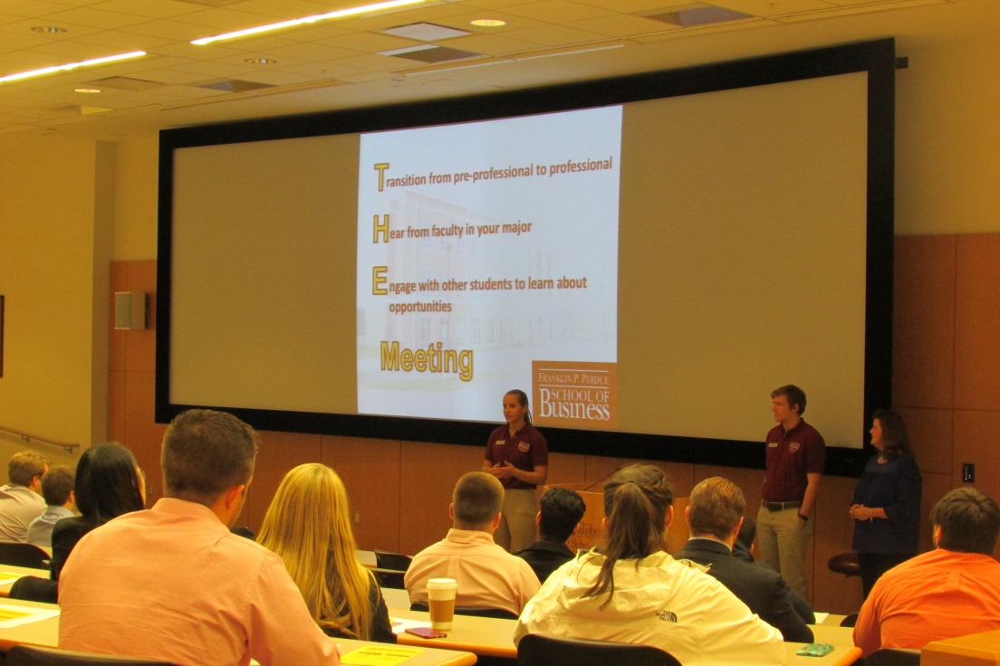 Transition from pre-professional to professional
Hear from faculty in your major
Engage with other students to learn about
opportunities
Meeting
FRANKLIN P. PERDUE
SCHOOL OF
Business